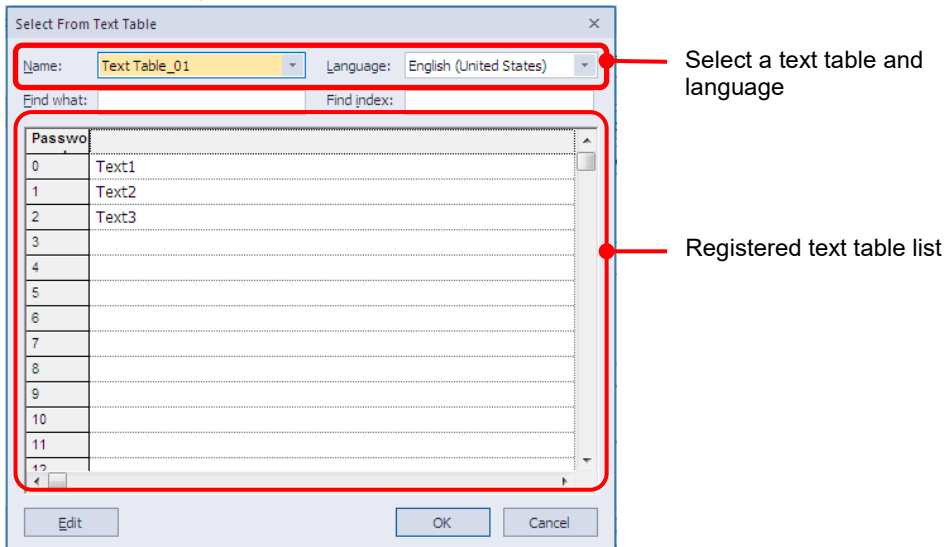 Select From Text Table
Name: Text Table_01 Language: English (United States)
Find what: Find index:
Passwo
0 Text1
1 Text2
2 Text3
3
4
5
6
7
8
9
10
11
12
Edit OK Cancel
Select a text table and
language
Registered text table list